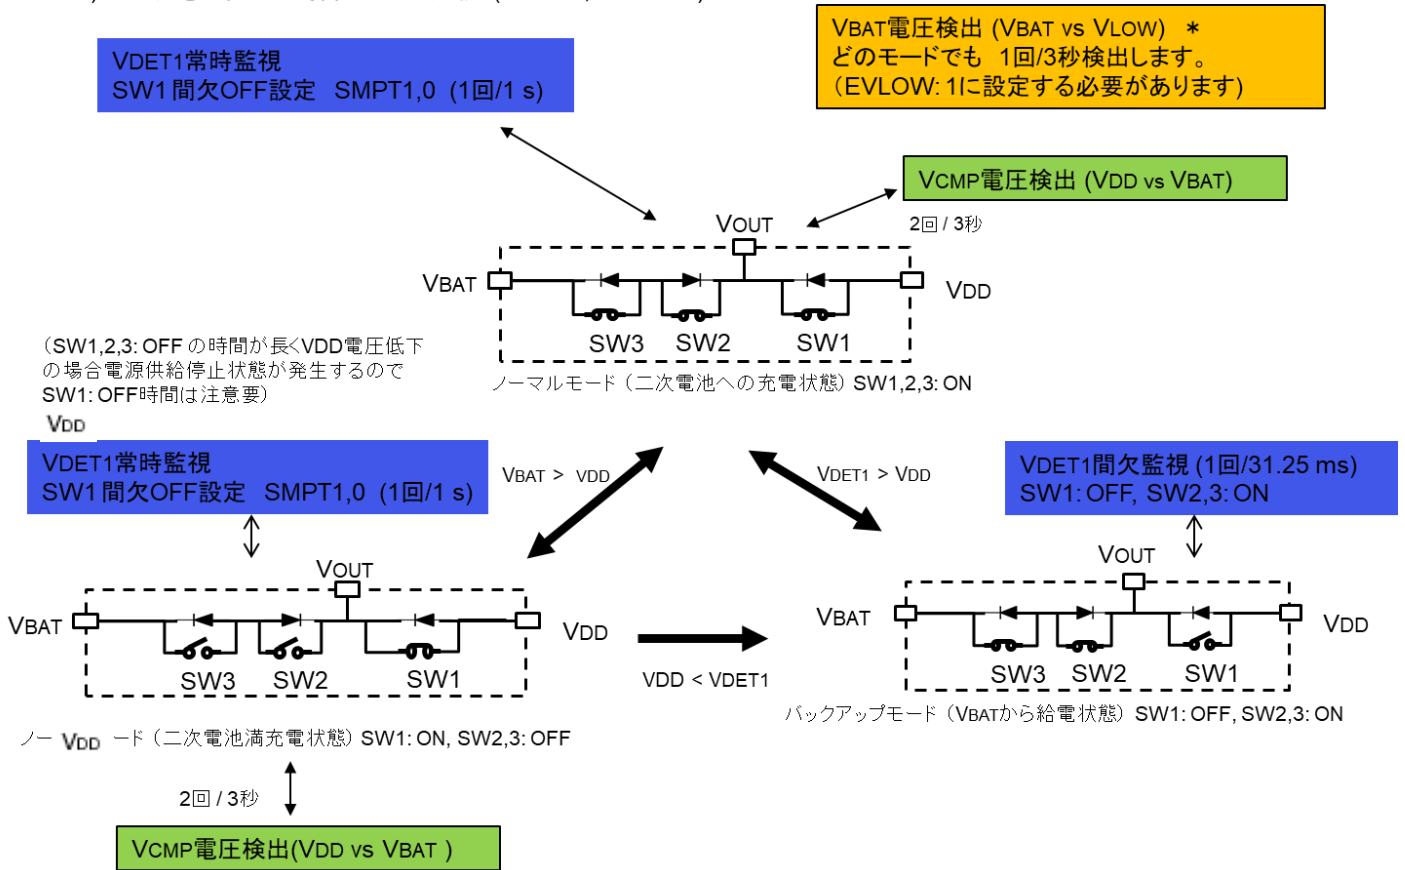 VBAT電圧検出 (VBAT vs VLOW) *
どのモードでも 1回/3秒検出します。
(EVLOW: 1に設定する必要があります)
VDET1常時監視
SW1 間欠OFF設定 SMPT1,0 (1回/1 s)
VCMP電圧検出 (VDD vs VBAT)
2回 / 3秒
VOUT
VBAT
VDD
SW3 SW2 SW1
ノーマルモード (二次電池への充電状態) SW1,2,3: ON
(SW1,2,3: OFF の時間が長くVDD電圧低下
の場合電源供給停止状態が発生するので
SW1: OFF時間は注意要)
VDD
VDET1常時監視
SW1 間欠OFF設定 SMPT1,0 (1回/1 s)
VBAT > VDD
VDET1 > VDD
VDET1間欠監視 (1回/31.25 ms)
SW1: OFF, SW2,3: ON
VOUT
VBAT
VDD
SW3 SW2 SW1
VDD < VDET1
VOUT
VBAT
VDD
SW3 SW2 SW1
バックアップモード (VBATから給電状態) SW1: OFF, SW2,3: ON
ノー VDD ード (二次電池満充電状態) SW1: ON, SW2,3: OFF
2回 / 3秒
VCMP電圧検出(VDD vs VBAT )